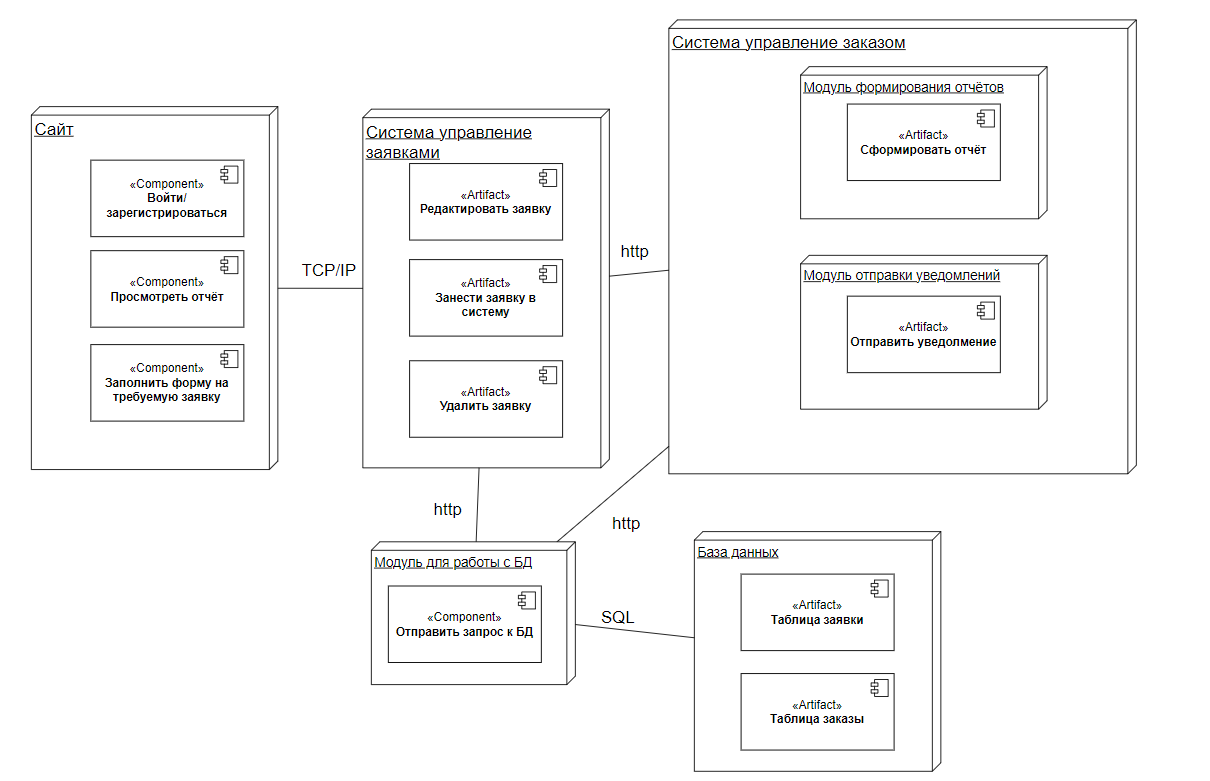 Сайт
«Component»
Войти/
зарегистрироваться
«Component»
Просмотреть отчёт
«Component»
Заполнить форму на
требуемую заявку
TCP/IP
Система управление
заявками
«Artifact»
Редактировать заявку
«Artifact»
Занести заявку в
систему
«Artifact»
Удалить заявку
http
Система управление заказом
Модуль формирования отчётов
«Artifact»
Сформировать отчёт
Модуль отправки уведомлений
«Artifact»
Отправить уведолмение
http
http
Модуль для работы с БД
«Component»
Отправить запрос к БД
SQL
База данных
«Artifact»
Таблица заявки
«Artifact»
Таблица заказы